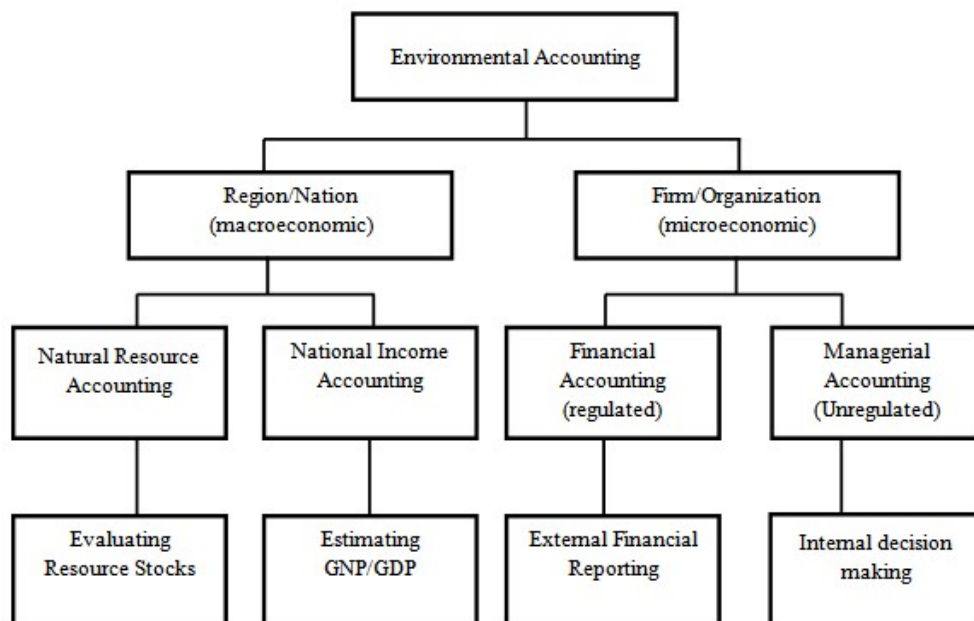 Environmental Accounting
Region/Nation
(macroeconomic)
Firm/Organization
(microeconomic)
Natural Resource
Accounting
National Income
Accounting
Financial
Accounting
(regulated)
Managerial
Accounting
(Unregulated)
Evaluating
Resource Stocks
Estimating
GNP/GDP
External Financial
Reporting
Internal decision
making